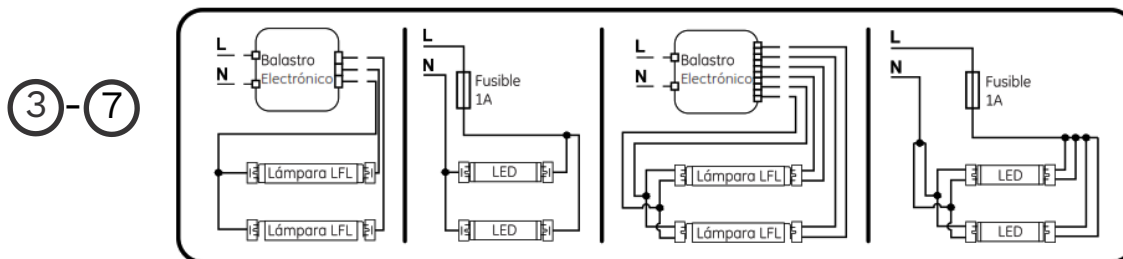 3 - 7
L
N
Balastro
Electrónico
Lámpara LFL
Lámpara LFL
L
N
Fusible
1A
LED
LED
L
N
Balastro
Electrónico
Lámpara LFL
Lámpara LFL
L
N
Fusible
1A
LED
LED